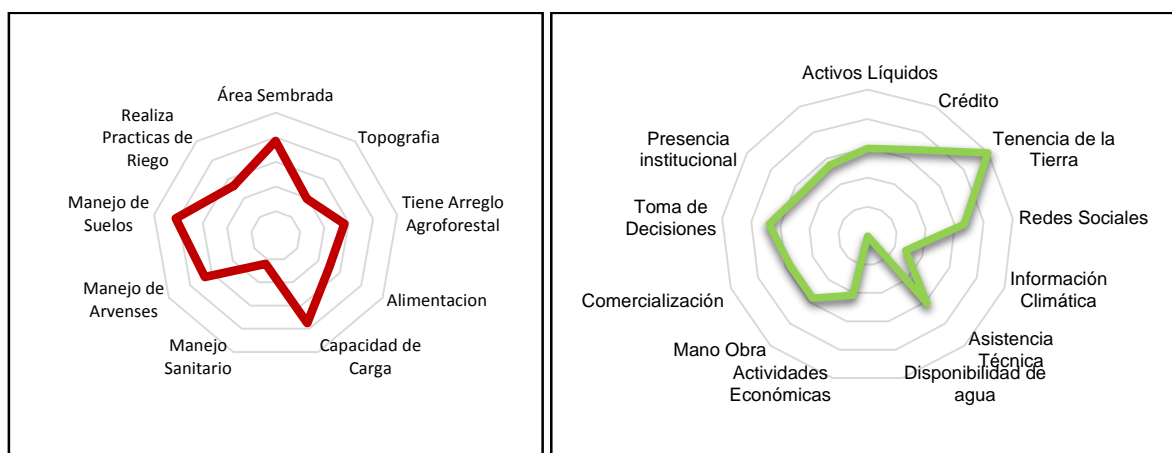 Área Sembrada
Topografia
Tiene Arreglo
Agroforestal
Alimentacion
Capacidad de
Carga
Manejo
Sanitario
Manejo de
Arvenses
Manejo de
Suelos
Realiza
Practicas de
Riego
Activos Líquidos
Crédito
Tenencia de la
Tierra
Redes Sociales
Información
Climática
Asistencia
Técnica
Disponibilidad de
agua
Actividades
Económicas
Mano Obra
Comercialización
Toma de
Decisiones
Presencia
institucional